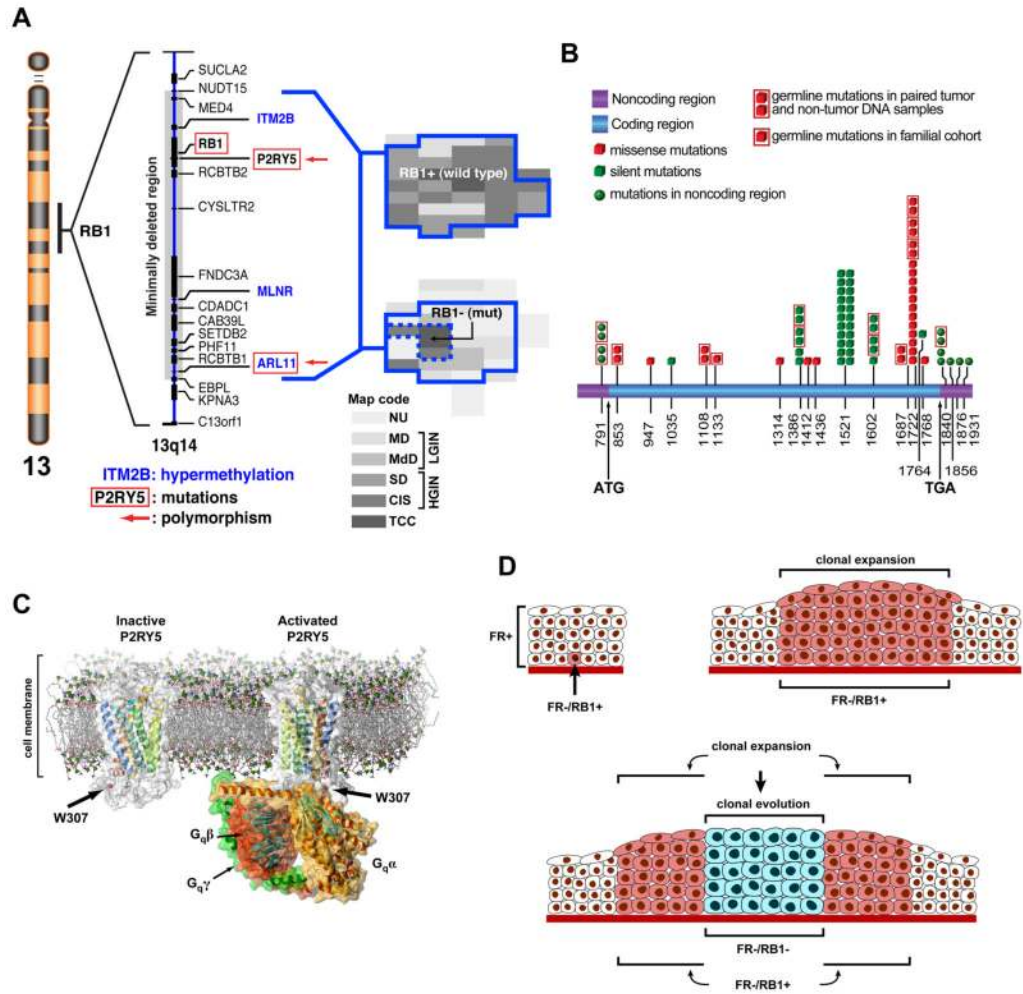 A
SUCLA2
NUDT15
MED4
ITM2B
RB1
P2RY5
RCBTB2
CYSLTR2
FNDC3A
MLNR
CDADC1
CAB39L
SETDB2
PHF11
RCBTB1
ARL11
EBPL
KPNA3
C13orf1
13q14
RB1
Minimally deleted region
13
RB1+ (wild type)
RB1- (mut)
Map code
NU
MD
MdD
SD
CIS
TCC
LGIN
HGIN
ITM2B: hypermethylation
P2RY5 : mutations
: polymorphism
B
Noncoding region
Coding region
missense mutations
silent mutations
mutations in noncoding region
germline mutations in paired tumor
and non-tumor DNA samples
germline mutations in familial cohort
791
853
947
1035
1108
1133
1314
1386
1412
1436
1521
1602
1687
1722
1764
1768
1840
1856
1876
1931
ATG
TGA
C
Inactive
P2RY5
Activated
P2RY5
cell membrane
W307
W307
Gqβ
Gqγ
Gqα
D
FR+
FR-/RB1+
clonal expansion
FR-/RB1+
clonal expansion
clonal evolution
FR-/RB1-
FR-/RB1+